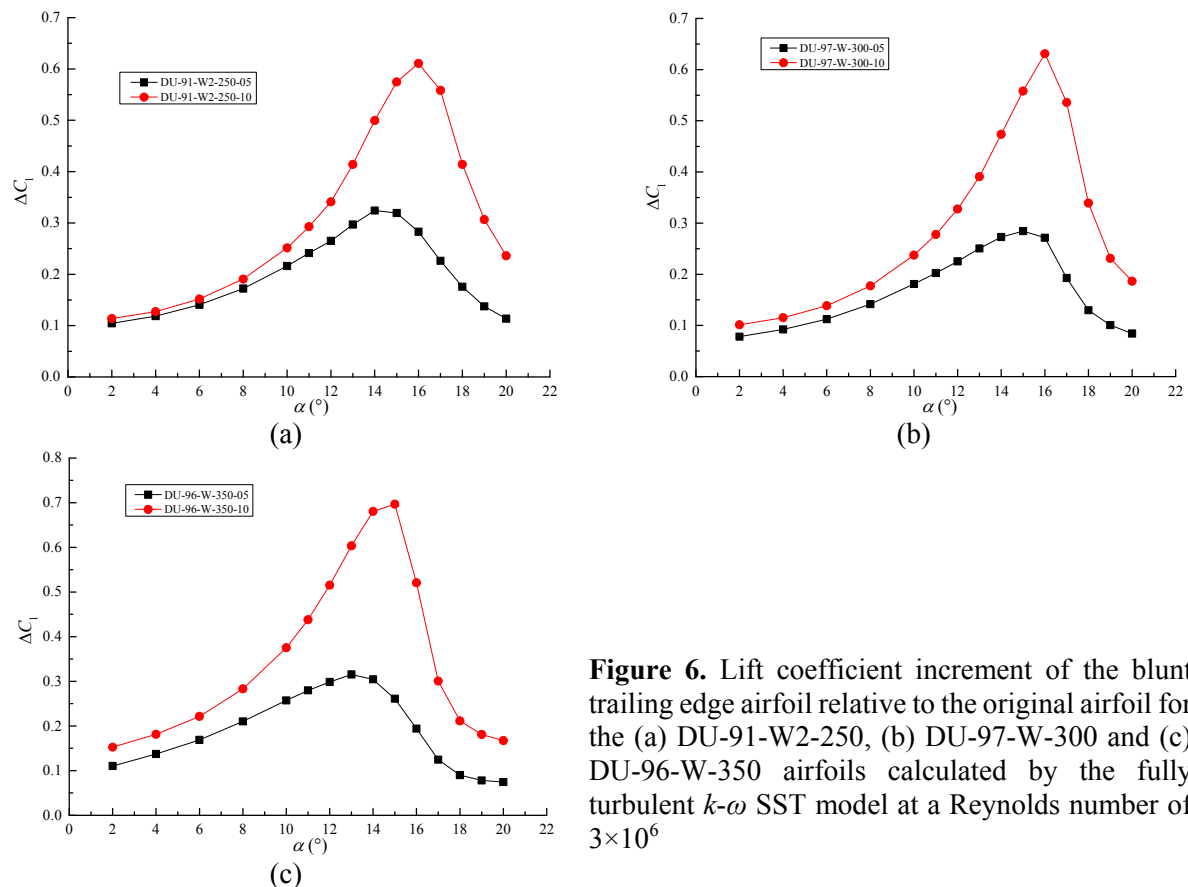 0.7
0.6
0.5
0.4
0.3
0.2
0.1
0.0
ΔCl
DU-91-W2-250-05
DU-91-W2-250-10
0 2 4 6 8 10 12 14 16 18 20 22
α (°)
(a)
0.7
0.6
0.5
0.4
0.3
0.2
0.1
0.0
ΔCl
DU-97-W-300-05
DU-97-W-300-10
0 2 4 6 8 10 12 14 16 18 20 22
α (°)
(b)
0.8
0.7
0.6
0.5
0.4
0.3
0.2
0.1
0.0
ΔCl
DU-96-W-350-05
DU-96-W-350-10
0 2 4 6 8 10 12 14 16 18 20 22
α (°)
(c)
Figure 6. Lift coefficient increment of the blunt
trailing edge airfoil relative to the original airfoil for
the (a) DU-91-W2-250, (b) DU-97-W-300 and (c)
DU-96-W-350 airfoils calculated by the fully
turbulent k-ω SST model at a Reynolds number of
3×10⁶